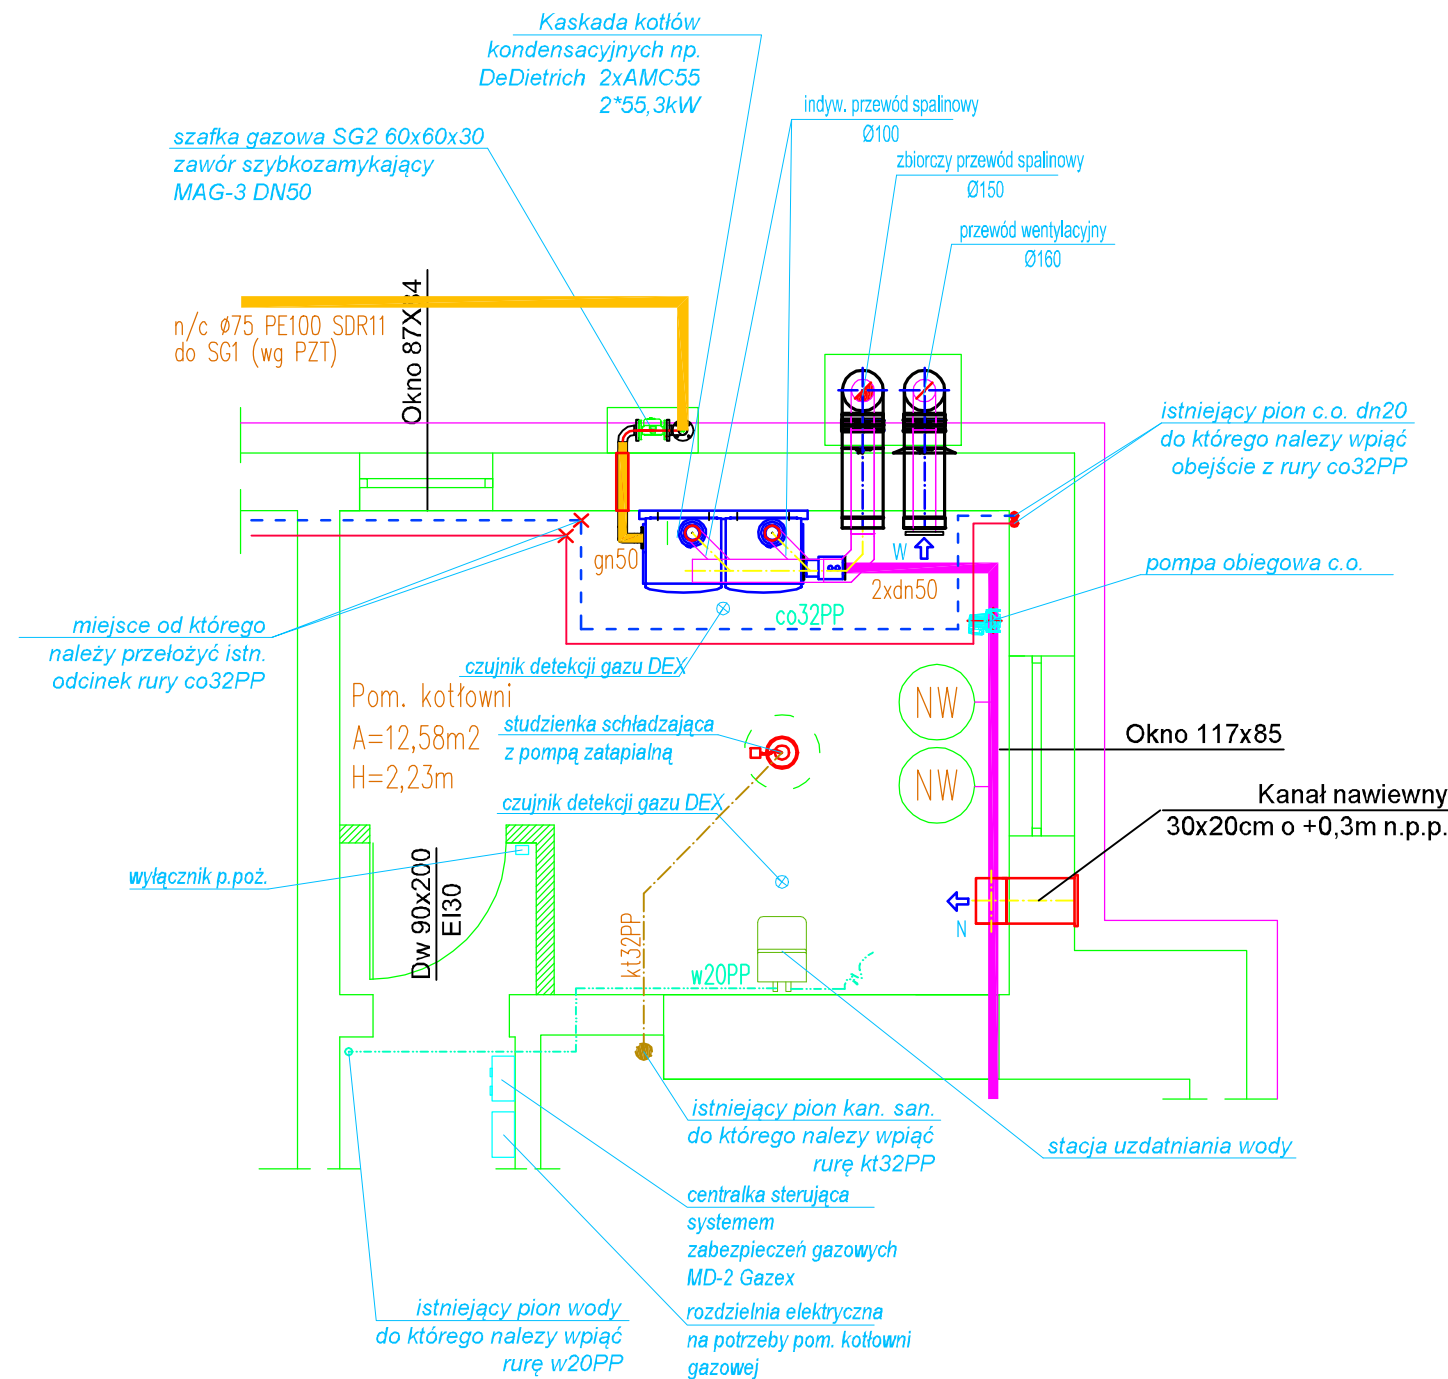 Kaskada kotłów
kondensacyjnych np.
DeDietrich 2xAMC55
2*55,3kW
indyw. przewód spalinowy
Ø100
szafka gazowa SG2 60x60x30
zawór szybkozamykający
MAG-3 DN50
zbiorczy przewód spalinowy
Ø150
przewód wentylacyjny
Ø160
n/c Ø75 PE100 SDR11
do SG1 (wg PZT)
Okno 87X84
istniejący pion c.o. dn20
do którego nalezy wpiąć
obejście z rury co32PP
gn50
W
2xdn50
pompa obiegowa c.o.
co32PP
miejsce od którego
należy przełożyć istn.
odcinek rury co32PP
czujnik detekcji gazu DEX
Pom. kotłowni
A=12,58m2
H=2,23m
studzienka schładzająca
z pompą zatapialną
NW
NW
Okno 117x85
czujnik detekcji gazu DEX
Kanał nawiewny
30x20cm o +0,3m n.p.p.
wyłącznik p.poż.
Dw 90x200
EI30
kt32PP
N
w20PP
istniejący pion kan. san.
do którego nalezy wpiąć
rurę kt32PP
stacja uzdatniania wody
centralka sterująca
systemem
zabezpieczeń gazowych
MD-2 Gazex
istniejący pion wody
do którego nalezy wpiąć
rurę w20PP
rozdzielnia elektryczna
na potrzeby pom. kotłowni
gazowej